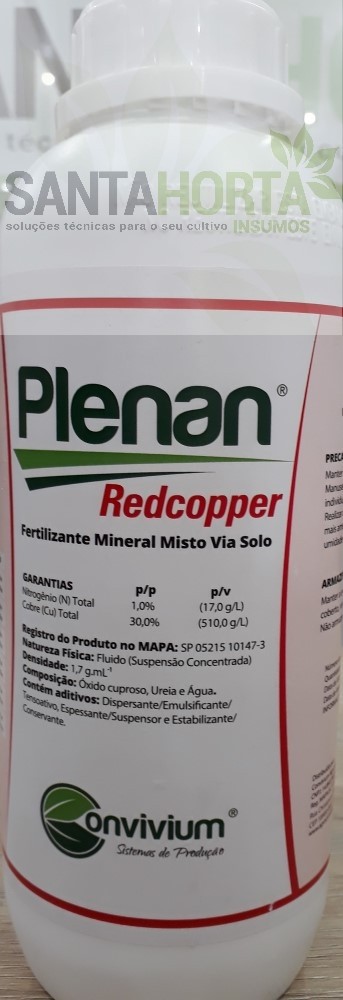 SANTAHORTA
soluções técnicas para o seu cultivo INSUMOS
Plenan®
Redcopper
Fertilizante Mineral Misto Via Solo
GARANTIAS p/p p/v
Nitrogênio (N) Total 1,0% (17,0 g/L)
Cobre (Cu) Total 30,0% (510,0 g/L)
Registro do Produto no MAPA: SP 05215 10147-3
Natureza Física: Fluido (Suspensão Concentrada)
Densidade: 1,7 g.mL⁻¹
Composição: Óxido cuproso, Ureia e Água.
Contém aditivos: Dispersante/Emulsificante/
Tensoativo, Espessante/Suspensor e Estabilizante/
Conservante.
Convivium®
Sistemas de Produção